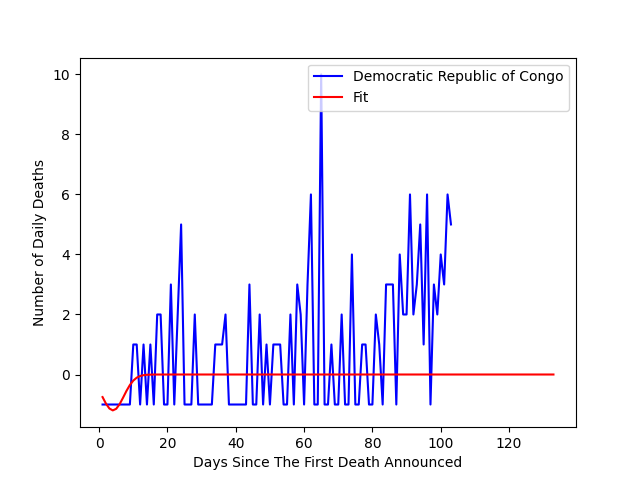 Democratic Republic of Congo
Fit
10
8
6
4
2
0
Number of Daily Deaths
0 20 40 60 80 100 120
Days Since The First Death Announced